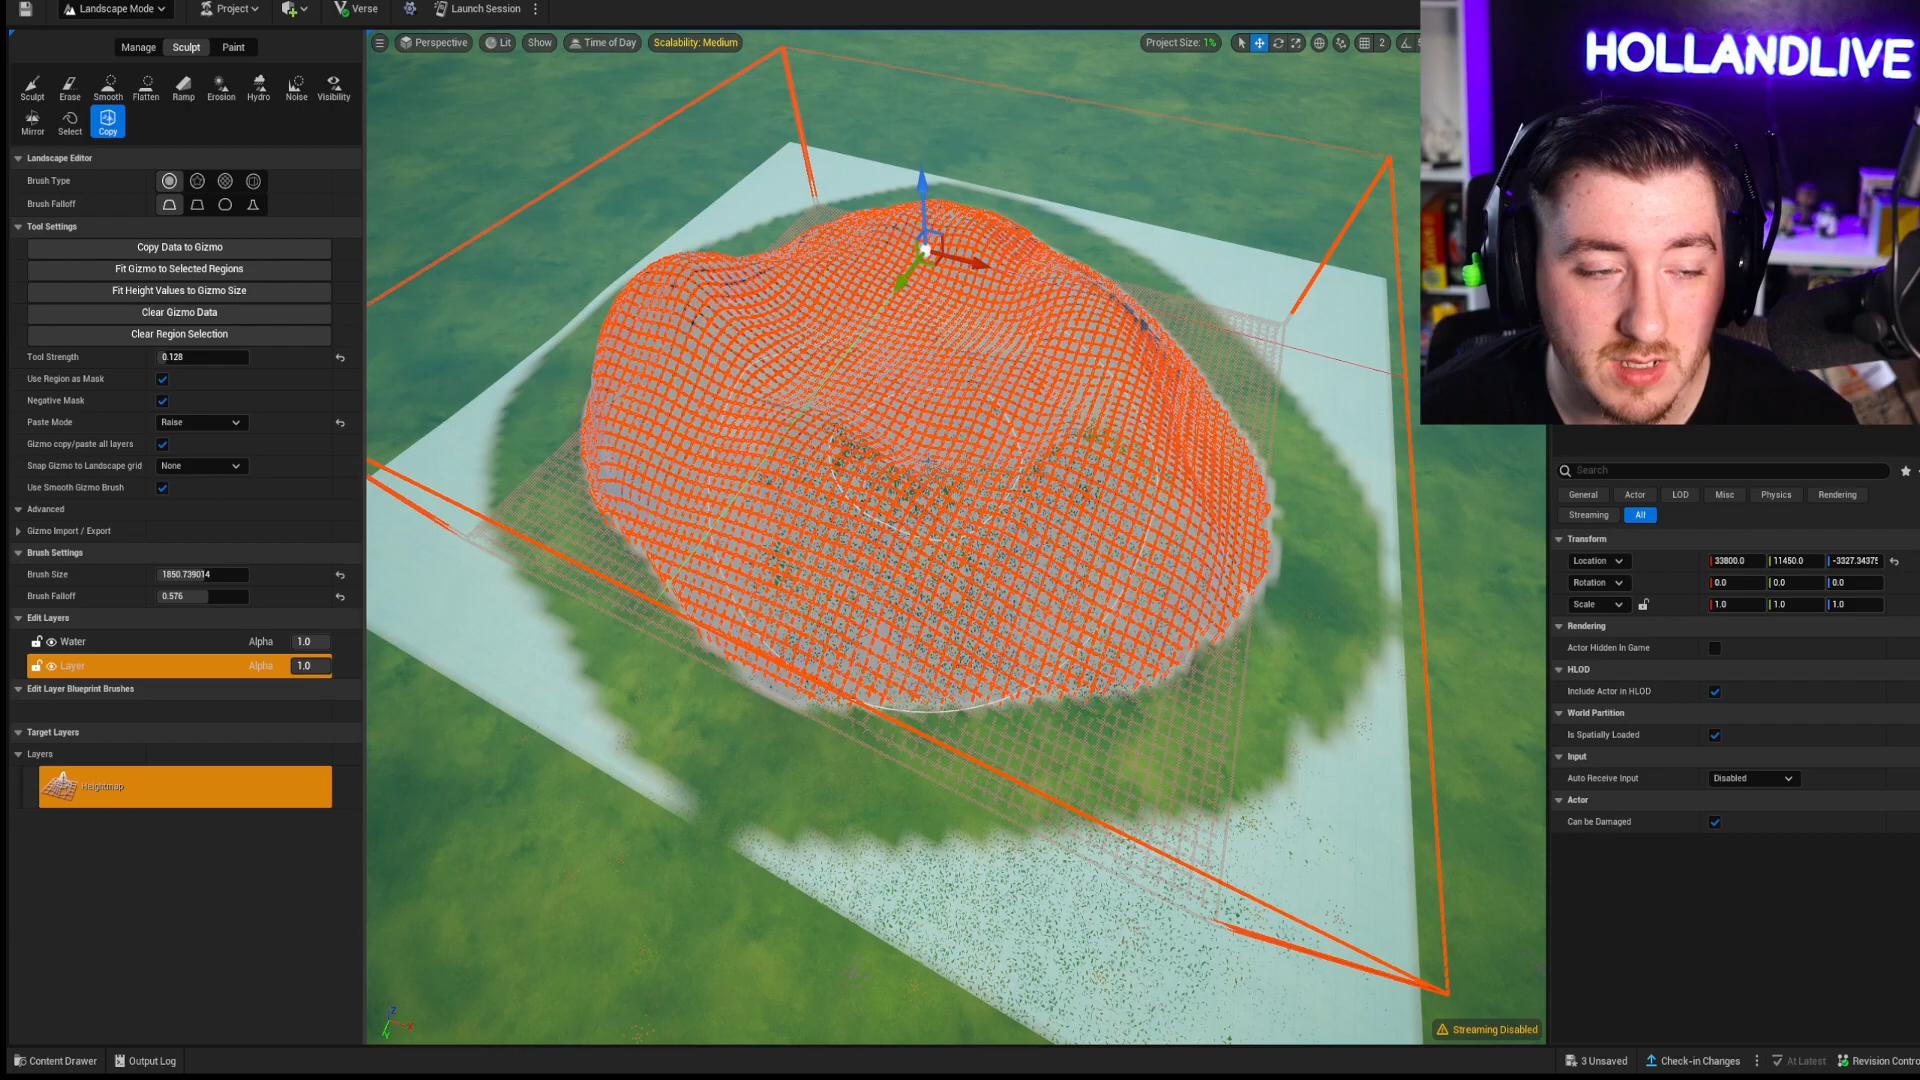 Landscape Mode
Project
Verse
Launch Session
HOLLANDLIVE
Manage
Sculpt
Paint
Perspective
Lit
Show
Time of Day
Scalability: Medium
Project Size: 1%
2
Sculpt
Erase
Smooth
Flatten
Ramp
Erosion
Hydro
Noise
Visibility
Mirror
Select
Copy
Landscape Editor
Brush Type
Brush Falloff
Tool Settings
Copy Data to Gizmo
Fit Gizmo to Selected Regions
Fit Height Values to Gizmo Size
Clear Gizmo Data
Clear Region Selection
Tool Strength 0.128
Use Region as Mask
Negative Mask
Paste Mode Raise
Gizmo copy/paste all layers
Snap Gizmo to Landscape grid None
Use Smooth Gizmo Brush
Advanced
Gizmo Import / Export
Brush Settings
Brush Size 1850.739014
Brush Falloff 0.576
Edit Layers
Water Alpha 1.0
Layer Alpha 1.0
Edit Layer Blueprint Brushes
Target Layers
Layers
Heightmap
Search
General
Actor
LOD
Misc
Physics
Rendering
Streaming
All
Transform
Location 33800.0 11450.0 -3327.34375
Rotation 0.0 0.0 0.0
Scale 1.0 1.0 1.0
Rendering
Actor Hidden In Game
HLOD
Include Actor in HLOD
World Partition
Is Spatially Loaded
Input
Auto Receive Input Disabled
Actor
Can be Damaged
Streaming Disabled
Z
X
Y
Content Drawer
Output Log
3 Unsaved
Check-in Changes
At Latest
Revision Contro